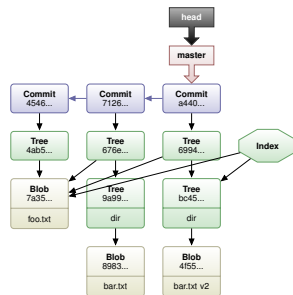 head
master
Commit
4546...
Commit
7126...
Commit
a440...
Tree
4ab5...
Tree
676e...
Tree
6994...
Index
Blob
7a35...
foo.txt
Tree
9a99...
dir
Tree
bc45...
dir
Blob
8983...
bar.txt
Blob
4f55...
bar.txt v2